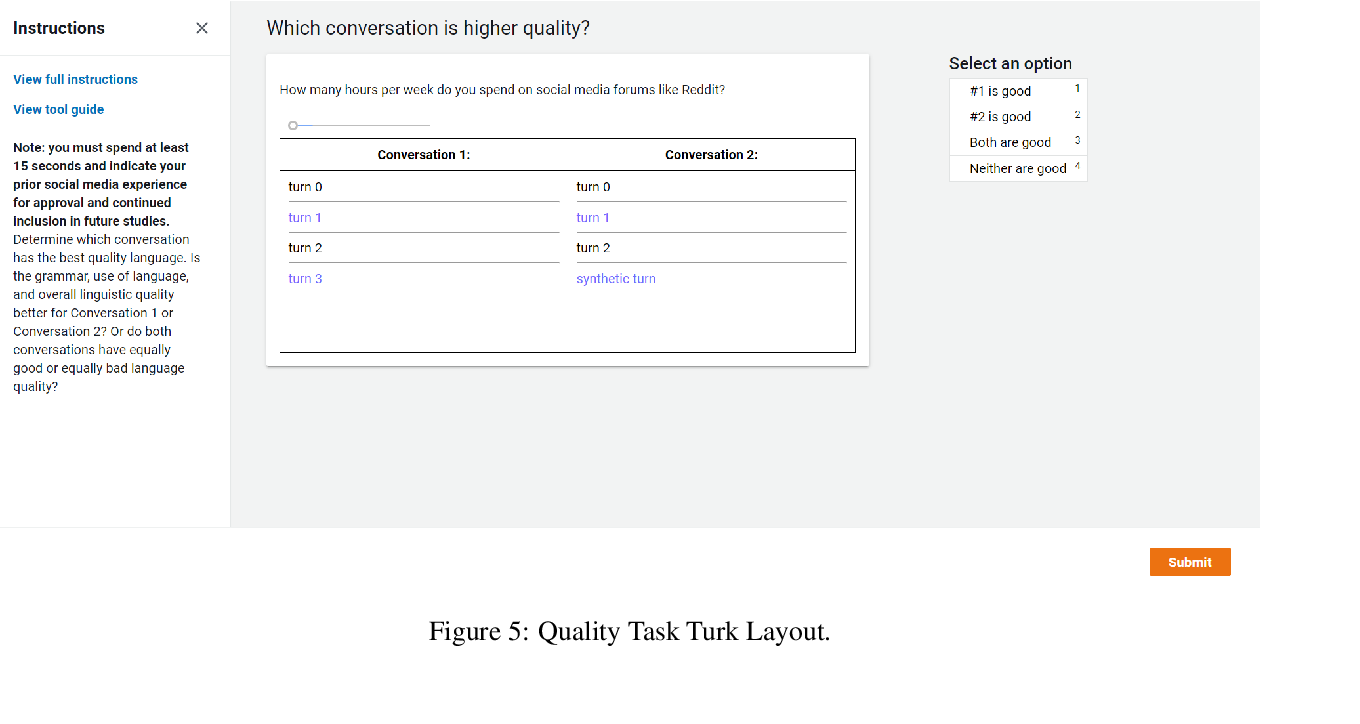 Instructions
View full instructions
View tool guide
Note: you must spend at least
15 seconds and indicate your
prior social media experience
for approval and continued
inclusion in future studies.
Determine which conversation
has the best quality language. Is
the grammar, use of language,
and overall linguistic quality
better for Conversation 1 or
Conversation 2? Or do both
conversations have equally
good or equally bad language
quality?
Which conversation is higher quality?
How many hours per week do you spend on social media forums like Reddit?
Conversation 1: Conversation 2:
turn 0 turn 0
turn 1 turn 1
turn 2 turn 2
turn 3 synthetic turn
Select an option
#1 is good 1
#2 is good 2
Both are good 3
Neither are good 4
Submit
Figure 5: Quality Task Turk Layout.